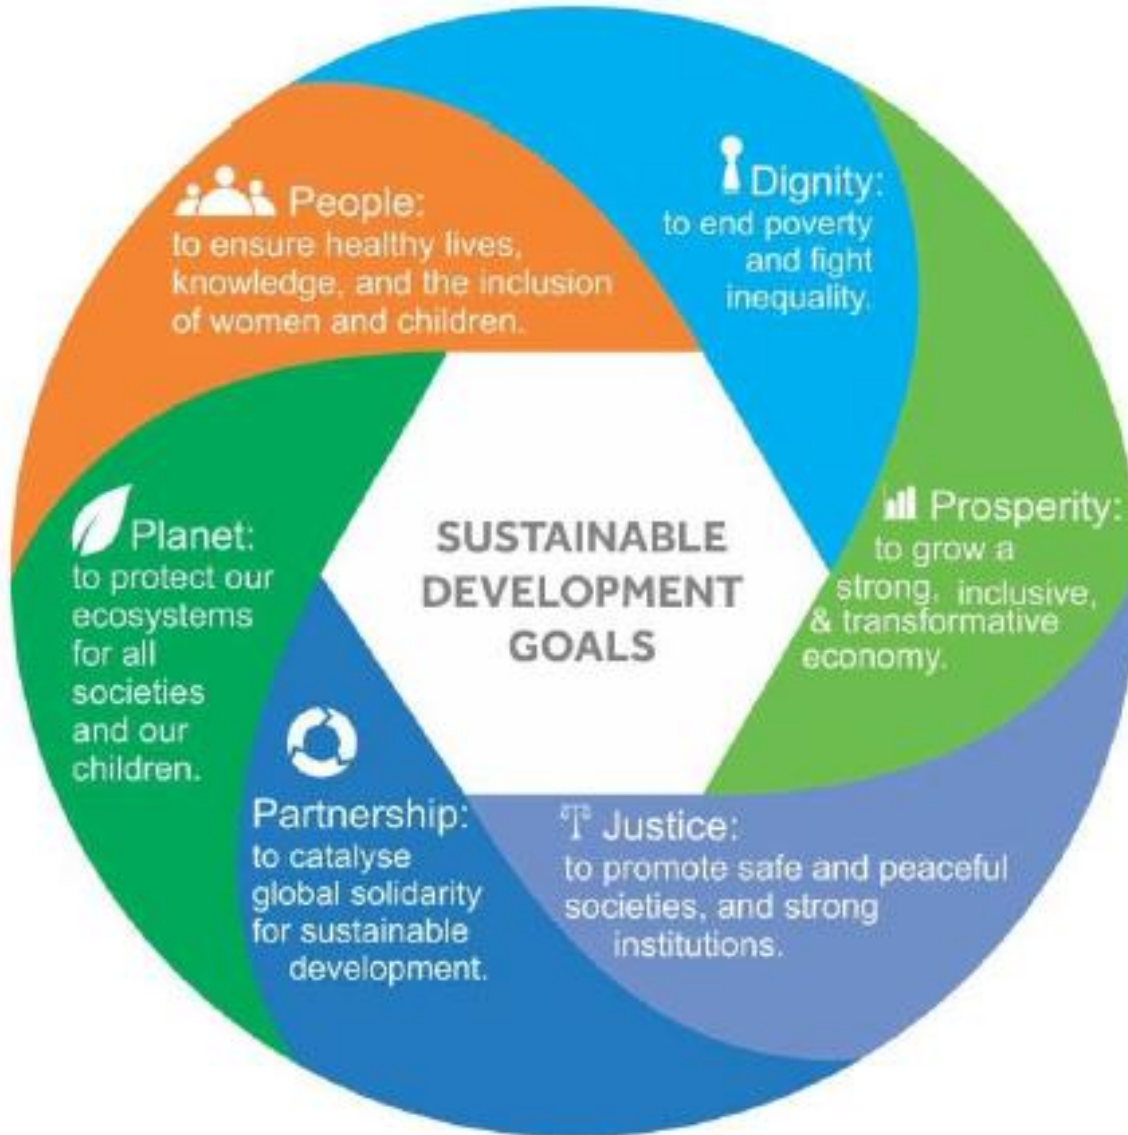 SUSTAINABLE
DEVELOPMENT
GOALS
Dignity:
to end poverty
and fight
inequality.
Prosperity:
to grow a
strong, inclusive,
& transformative
economy.
Justice:
to promote safe and peaceful
societies, and strong
institutions.
Partnership:
to catalyse
global solidarity
for sustainable
development.
Planet:
to protect our
ecosystems
for all
societies
and our
children.
People:
to ensure healthy lives,
knowledge, and the inclusion
of women and children.